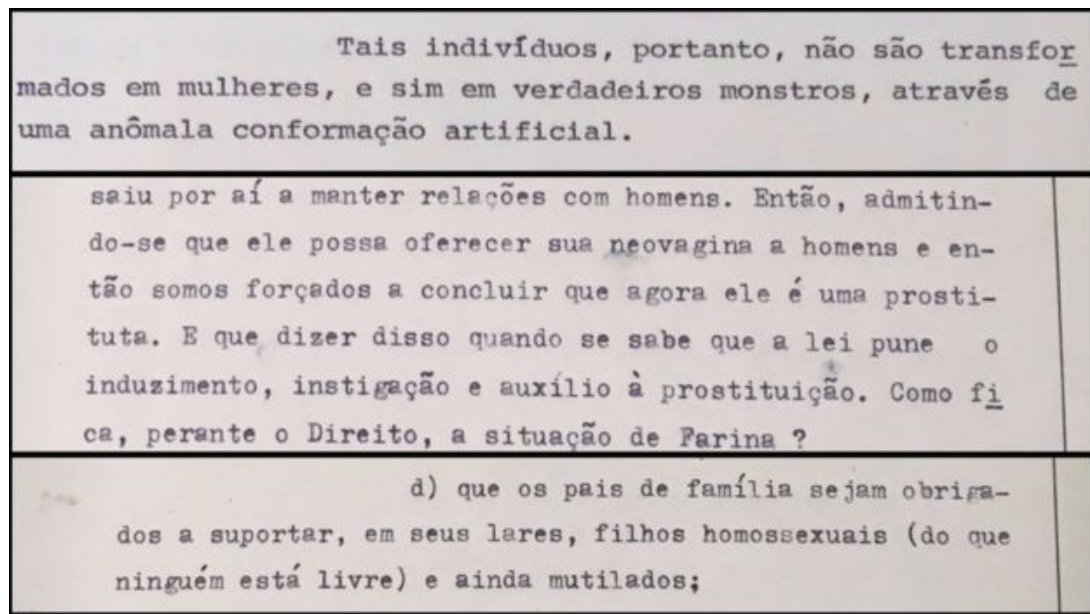 Tais indivíduos, portanto, não são transfor
mados em mulheres, e sim em verdadeiros monstros, através de
uma anômala conformação artificial.
saiu por aí a manter relações com homens. Então, admitin-
do-se que ele possa oferecer sua neovagina a homens e en-
tão somos forçados a concluir que agora ele é uma prosti-
tuta. E que dizer disso quando se sabe que a lei pune o
induzimento, instigação e auxílio à prostituição. Como fi
ca, perante o Direito, a situação de Farina ?
d) que os pais de família sejam obriga-
dos a suportar, em seus lares, filhos homossexuais (do que
ninguém está livre) e ainda mutilados;